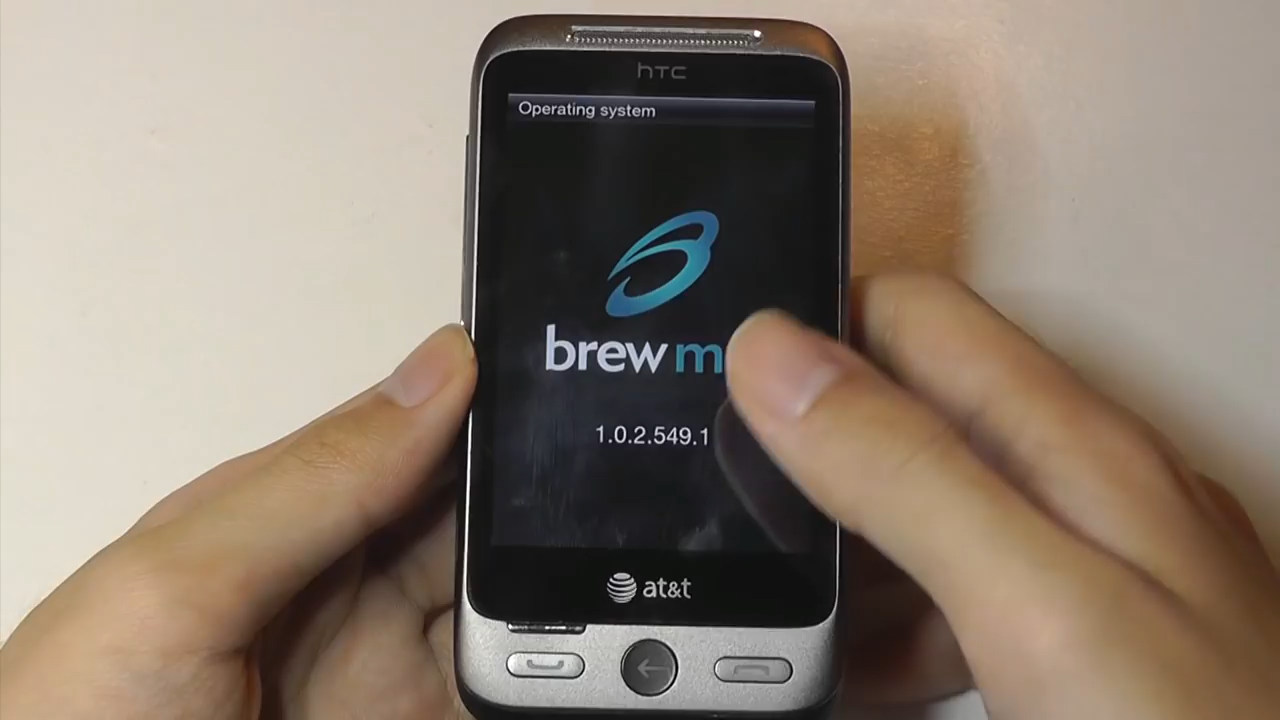 hTC
Operating system
brew m
1.0.2.549.1
at&t